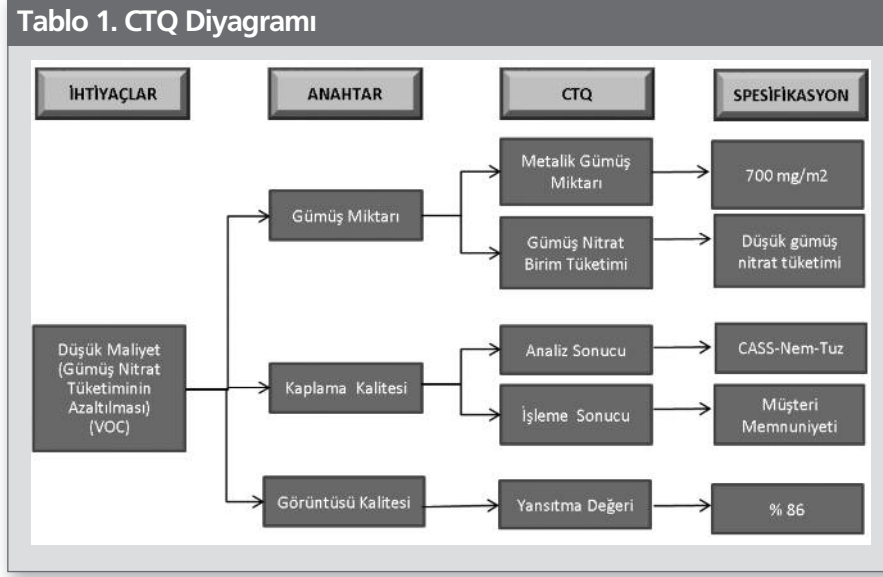 Tablo 1. CTQ Diyagramı
İHTİYAÇLAR
ANAHTAR
CTQ
SPESİFİKASYON
Düşük Maliyet
(Gümüş Nitrat
Tüketiminin
Azaltılması)
(VOC)
Gümüş Miktarı
Metalik Gümüş
Miktarı
700 mg/m2
Gümüş Nitrat
Birim Tüketimi
Düşük gümüş
nitrat tüketimi
Kaplama Kalitesi
Analiz Sonucu
CASS-Nem-Tuz
İşleme Sonucu
Müşteri
Memnuniyeti
Görüntüsü Kalitesi
Yansıtma Değeri
% 86